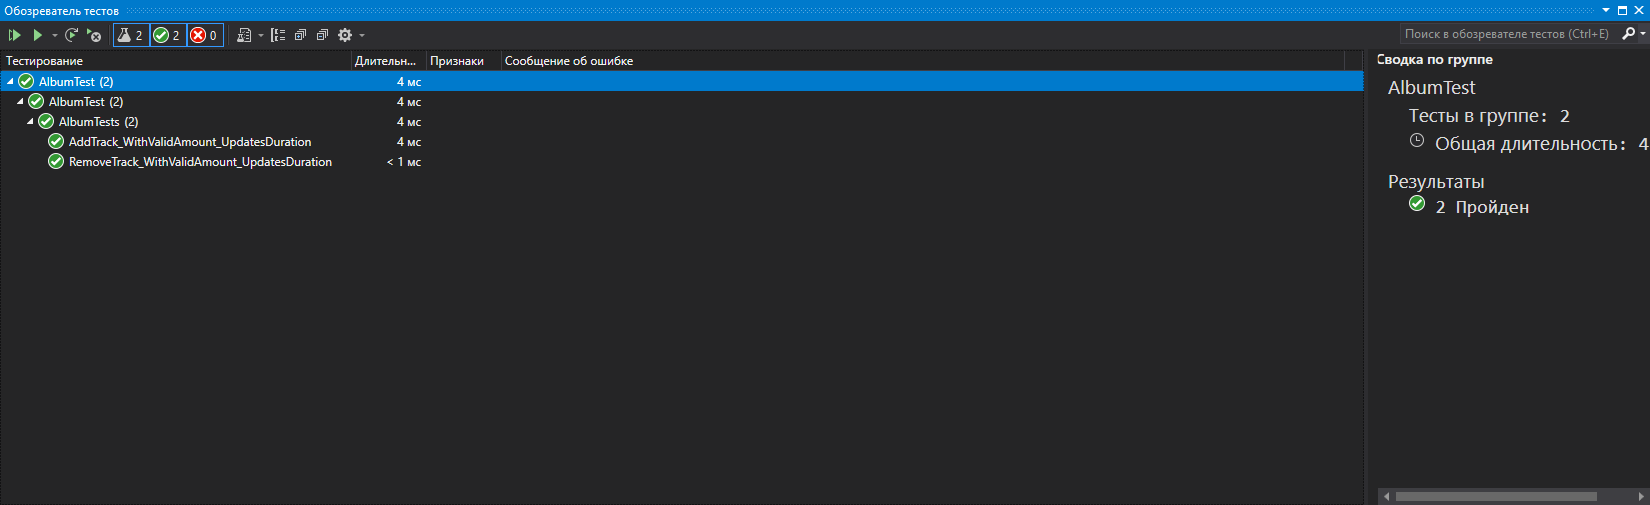 Обозреватель тестов
2 2 0
Поиск в обозревателе тестов (Ctrl+E)
Тестирование Длительн... Признаки Сообщение об ошибке
AlbumTest (2) 4 мс
AlbumTest (2) 4 мс
AlbumTests (2) 4 мс
AddTrack_WithValidAmount_UpdatesDuration 4 мс
RemoveTrack_WithValidAmount_UpdatesDuration < 1 мс
Сводка по группе
AlbumTest
Тесты в группе: 2
Общая длительность: 4
Результаты
2 Пройден